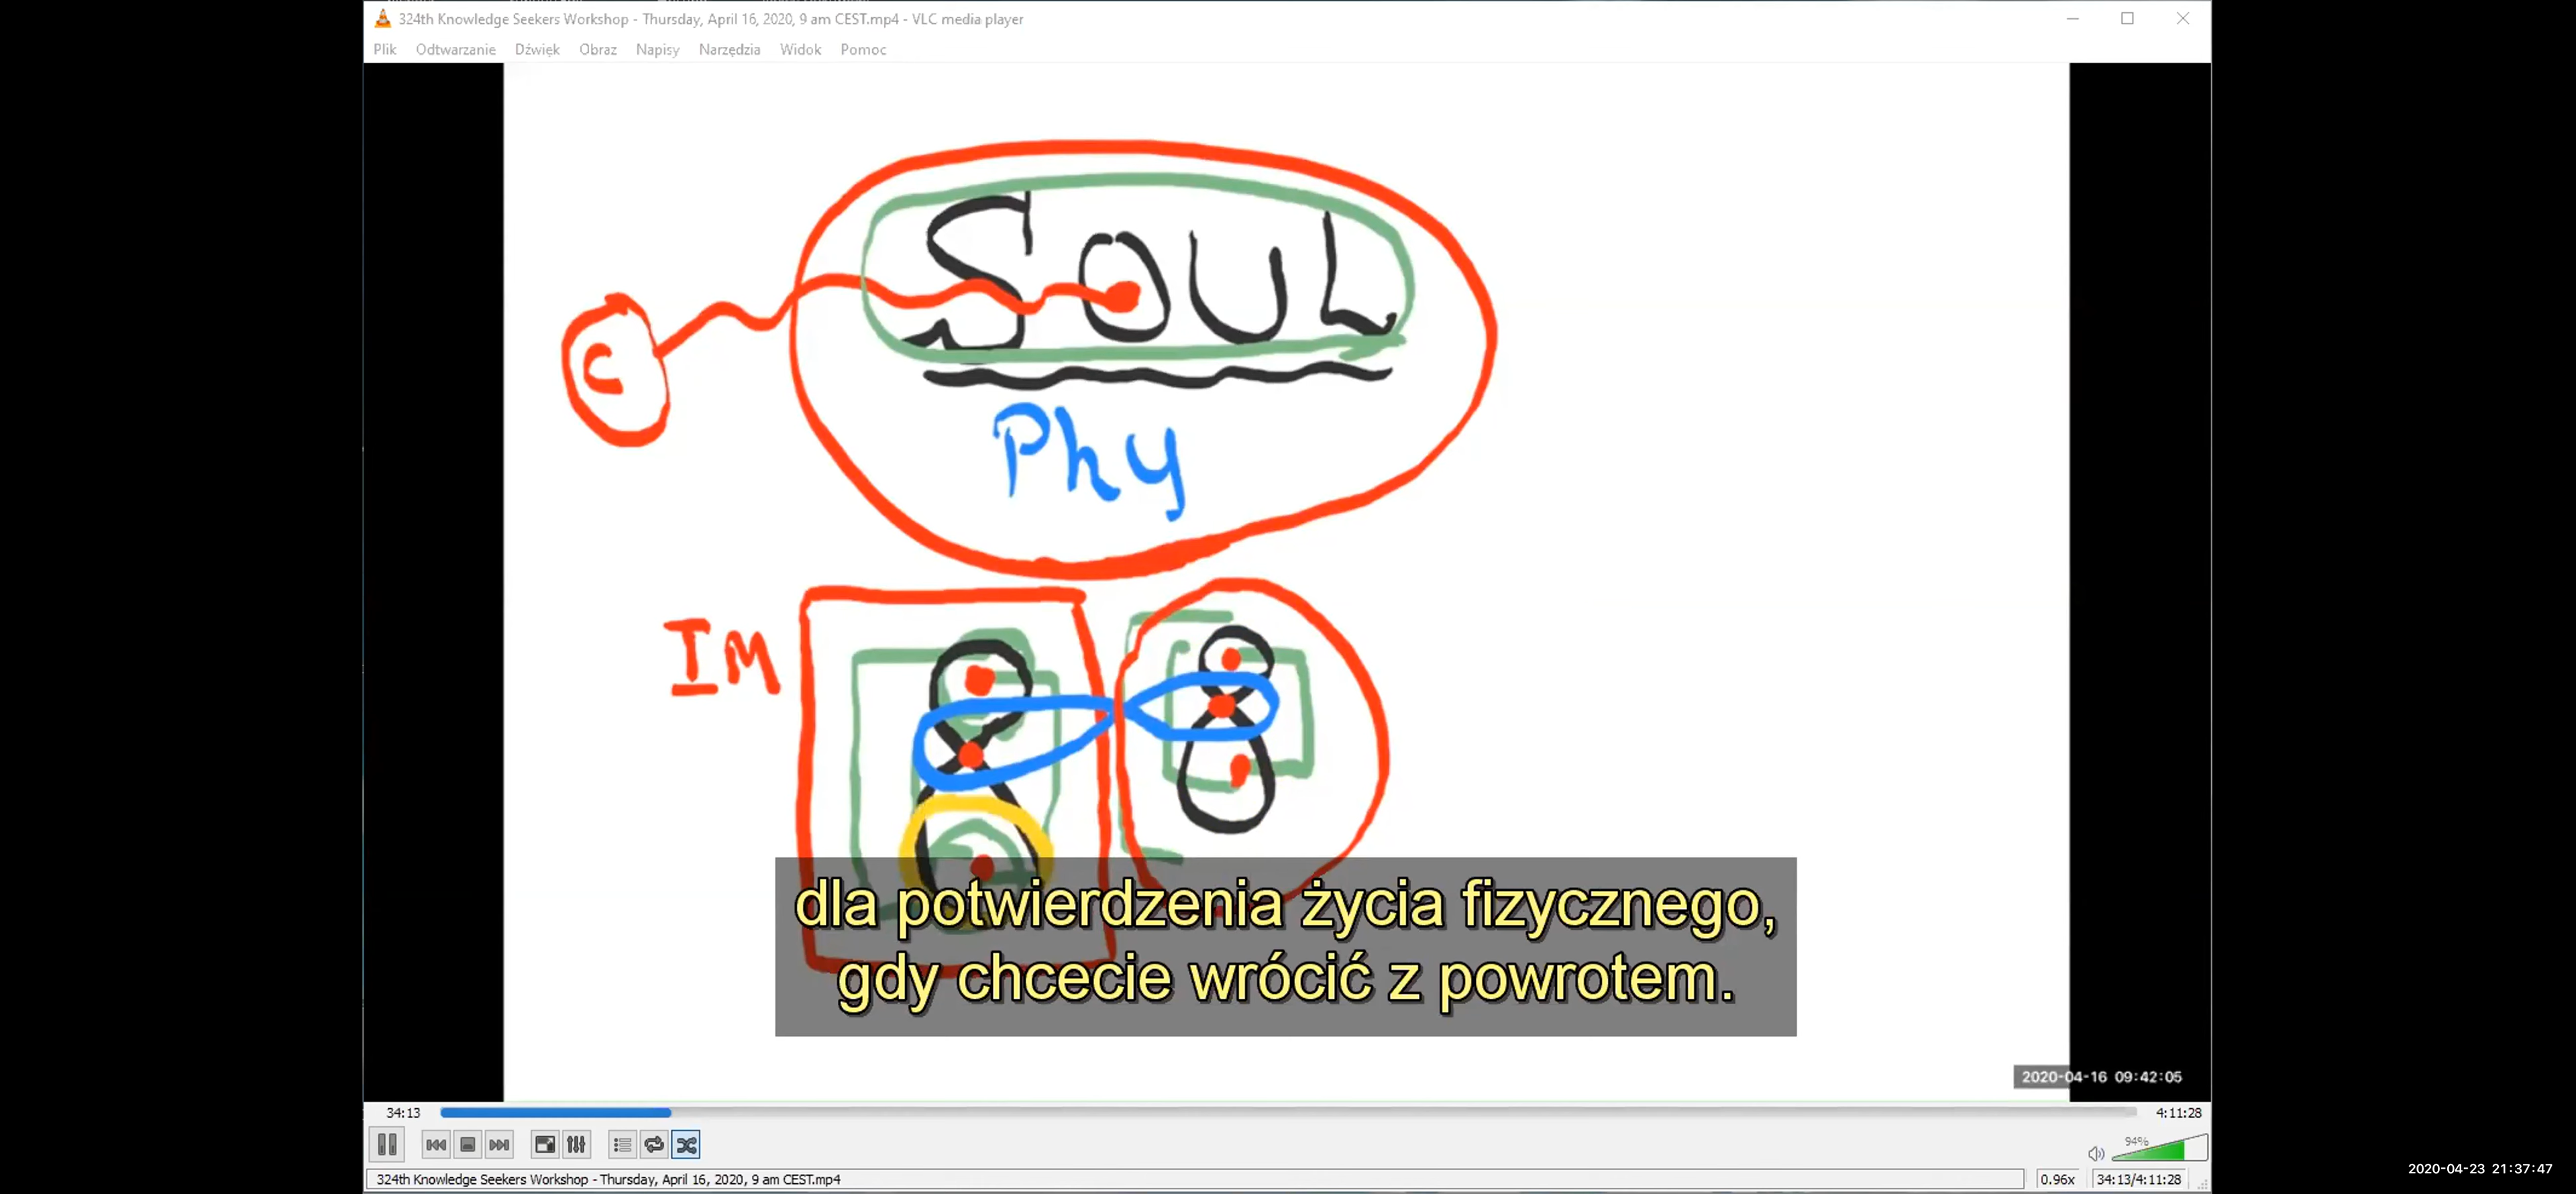 324th Knowledge Seekers Workshop - Thursday, April 16, 2020, 9 am CEST.mp4 - VLC media player
Plik Odtwarzanie Dźwięk Obraz Napisy Narzędzia Widok Pomoc
SOUL
C
Phy
IM
dla potwierdzenia życia fizycznego,
gdy chcecie wrócić z powrotem.
2020-04-16 09:42:05
34:13 4:11:28
94%
324th Knowledge Seekers Workshop - Thursday, April 16, 2020, 9 am CEST.mp4 0.96x 34:13/4:11:28
2020-04-23 21:37:47